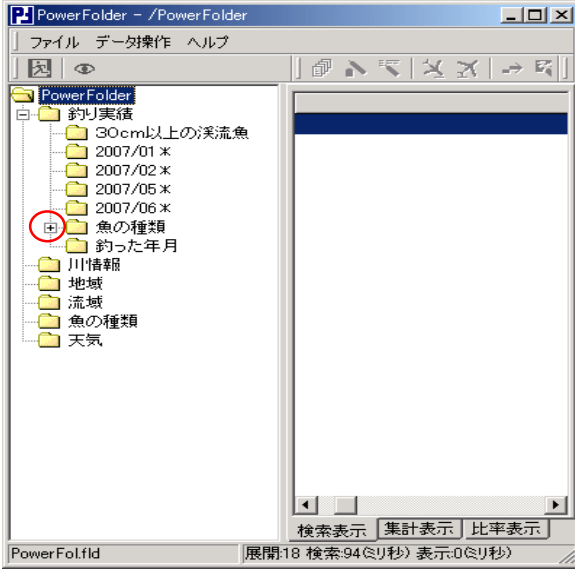 PowerFolder - /PowerFolder
ファイル データ操作 ヘルプ
PowerFolder
釣り実績
30cm以上の渓流魚
2007/01*
2007/02*
2007/05*
2007/06*
魚の種類
釣った年月
川情報
地域
流域
魚の種類
天気
検索表示 集計表示 比率表示
PowerFol.fld 展開:18 検索:94(ミリ秒) 表示:0(ミリ秒)